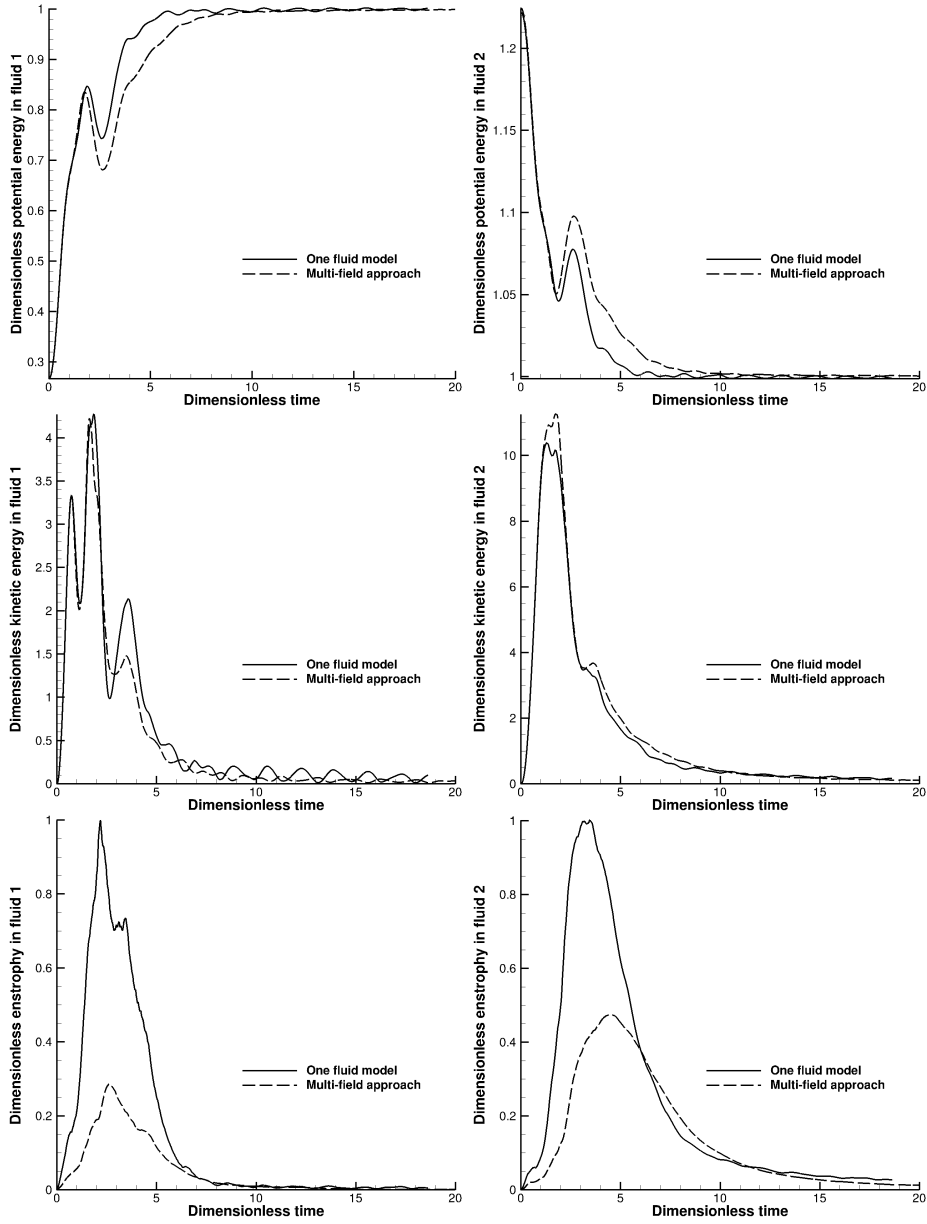 Dimensionless potential energy in fluid 1
1
0.9
0.8
0.7
0.6
0.5
0.4
0.3
0
5
10
15
20
Dimensionless time
One fluid model
Multi-field approach
Dimensionless potential energy in fluid 2
1.2
1.15
1.1
1.05
1
0
5
10
15
20
Dimensionless time
One fluid model
Multi-field approach
Dimensionless kinetic energy in fluid 1
4
3.5
3
2.5
2
1.5
1
0.5
0
0
5
10
15
20
Dimensionless time
One fluid model
Multi-field approach
Dimensionless kinetic energy in fluid 2
10
8
6
4
2
0
0
5
10
15
20
Dimensionless time
One fluid model
Multi-field approach
Dimensionless enstrophy in fluid 1
1
0.8
0.6
0.4
0.2
0
0
5
10
15
20
Dimensionless time
One fluid model
Multi-field approach
Dimensionless enstrophy in fluid 2
1
0.8
0.6
0.4
0.2
0
0
5
10
15
20
Dimensionless time
One fluid model
Multi-field approach